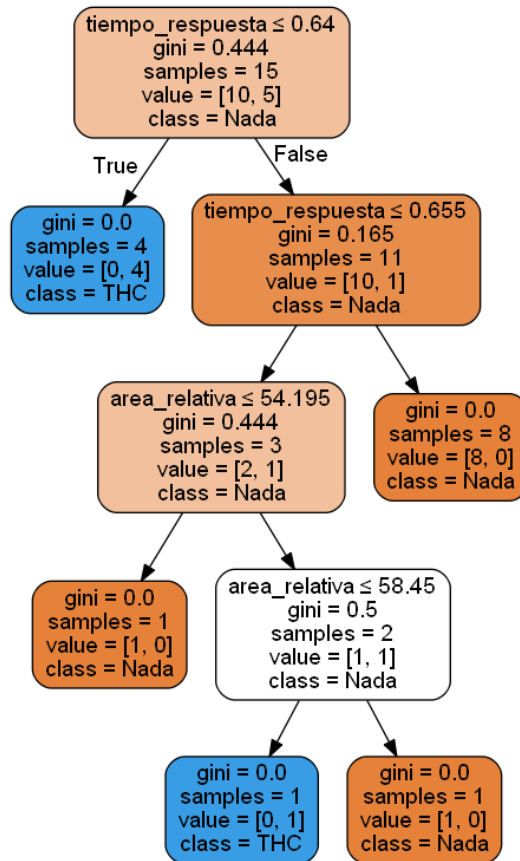 tiempo_respuesta ≤ 0.64
gini = 0.444
samples = 15
value = [10, 5]
class = Nada
True
False
gini = 0.0
samples = 4
value = [0, 4]
class = THC
tiempo_respuesta ≤ 0.655
gini = 0.165
samples = 11
value = [10, 1]
class = Nada
area_relativa ≤ 54.195
gini = 0.444
samples = 3
value = [2, 1]
class = Nada
gini = 0.0
samples = 8
value = [8, 0]
class = Nada
gini = 0.0
samples = 1
value = [1, 0]
class = Nada
area_relativa ≤ 58.45
gini = 0.5
samples = 2
value = [1, 1]
class = Nada
gini = 0.0
samples = 1
value = [0, 1]
class = THC
gini = 0.0
samples = 1
value = [1, 0]
class = Nada